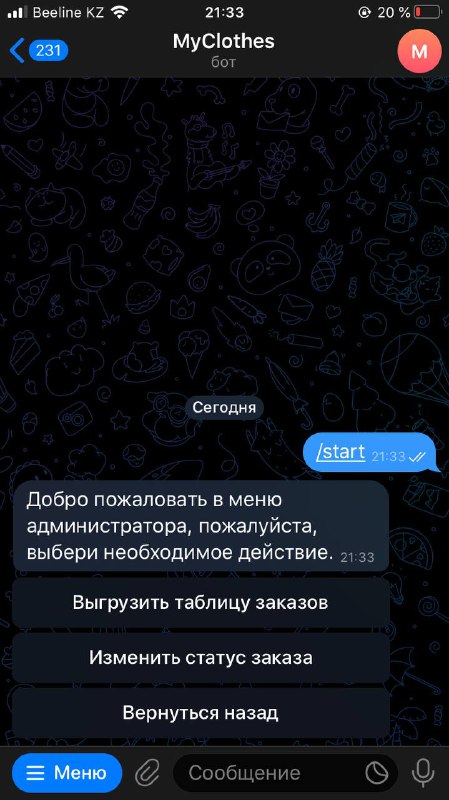 Beeline KZ 21:33 20 %
231 MyClothes M
бот
Сегодня
/start 21:33
Добро пожаловать в меню
администратора, пожалуйста,
выбери необходимое действие. 21:33
Выгрузить таблицу заказов
Изменить статус заказа
Вернуться назад
Меню Сообщение